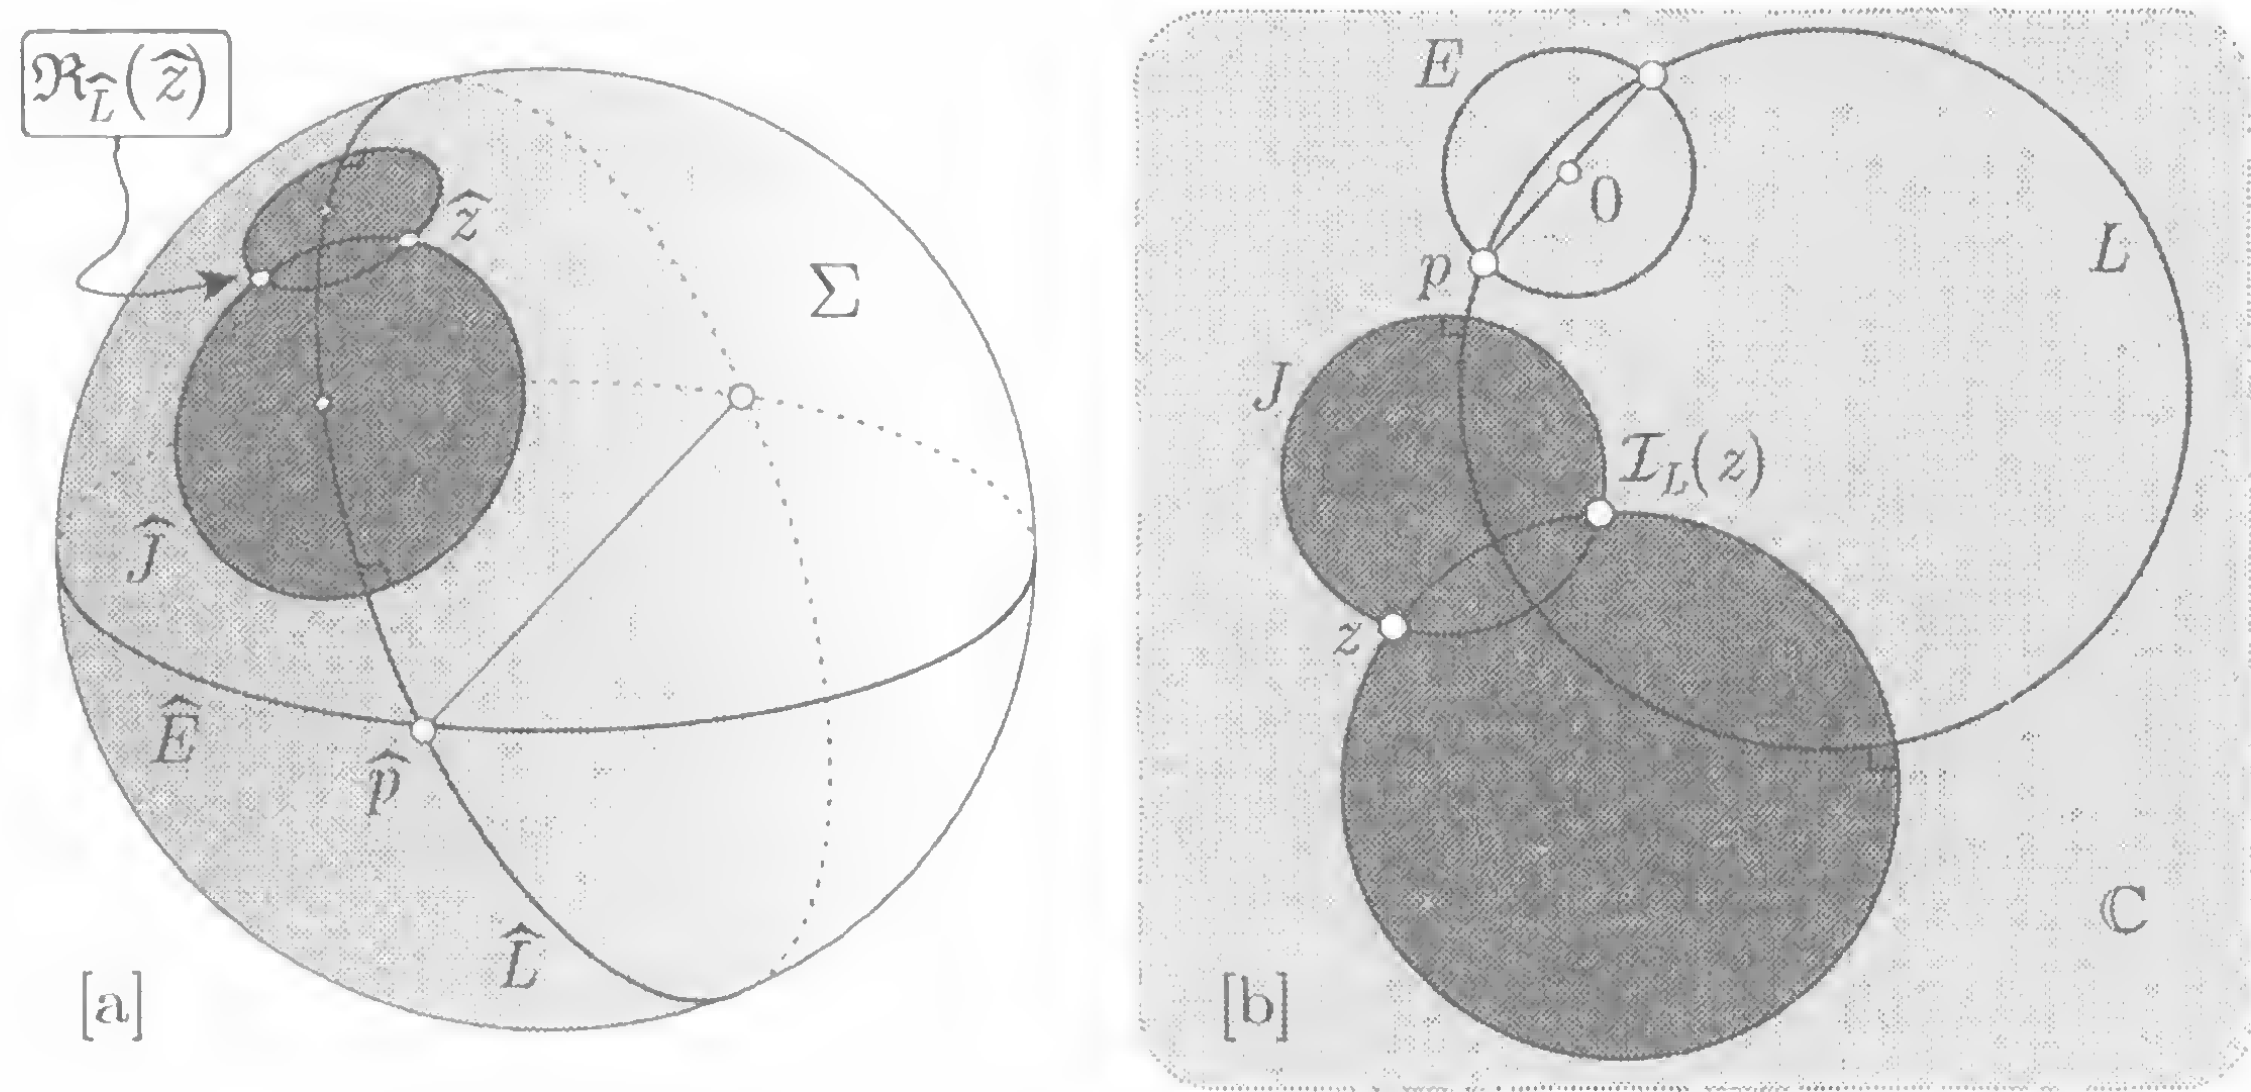 ℜ_L̂(ẑ)
ẑ
Σ
Ĵ
Ê
p̂
L̂
[a]
E
0
p
L
J
𝓘_L(z)
z
ℂ
[b]